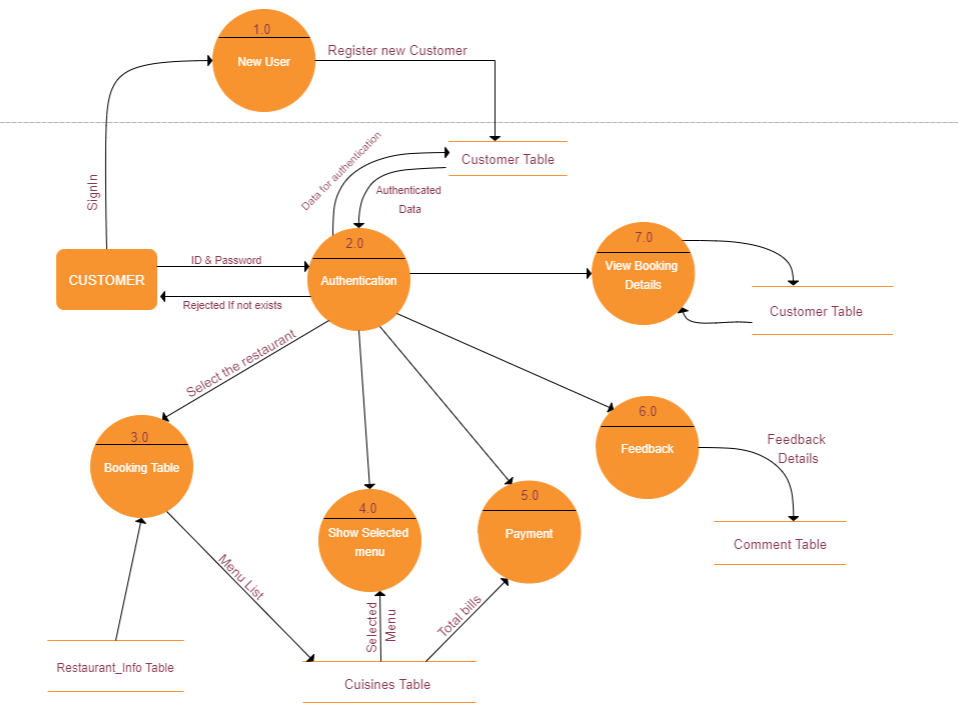 1.0
New User
Register new Customer
SignIn
Data for authentication
Customer Table
Authenticated
Data
CUSTOMER
ID & Password
Rejected If not exists
2.0
Authentication
7.0
View Booking
Details
Customer Table
Select the restaurant
3.0
Booking Table
6.0
Feedback
Feedback
Details
4.0
Show Selected
menu
5.0
Payment
Comment Table
Menu List
Selected
Menu
Total bills
Restaurant_Info Table
Cuisines Table